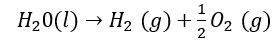 H₂0(l) → H₂ (g) + 1/2 O₂ (g)